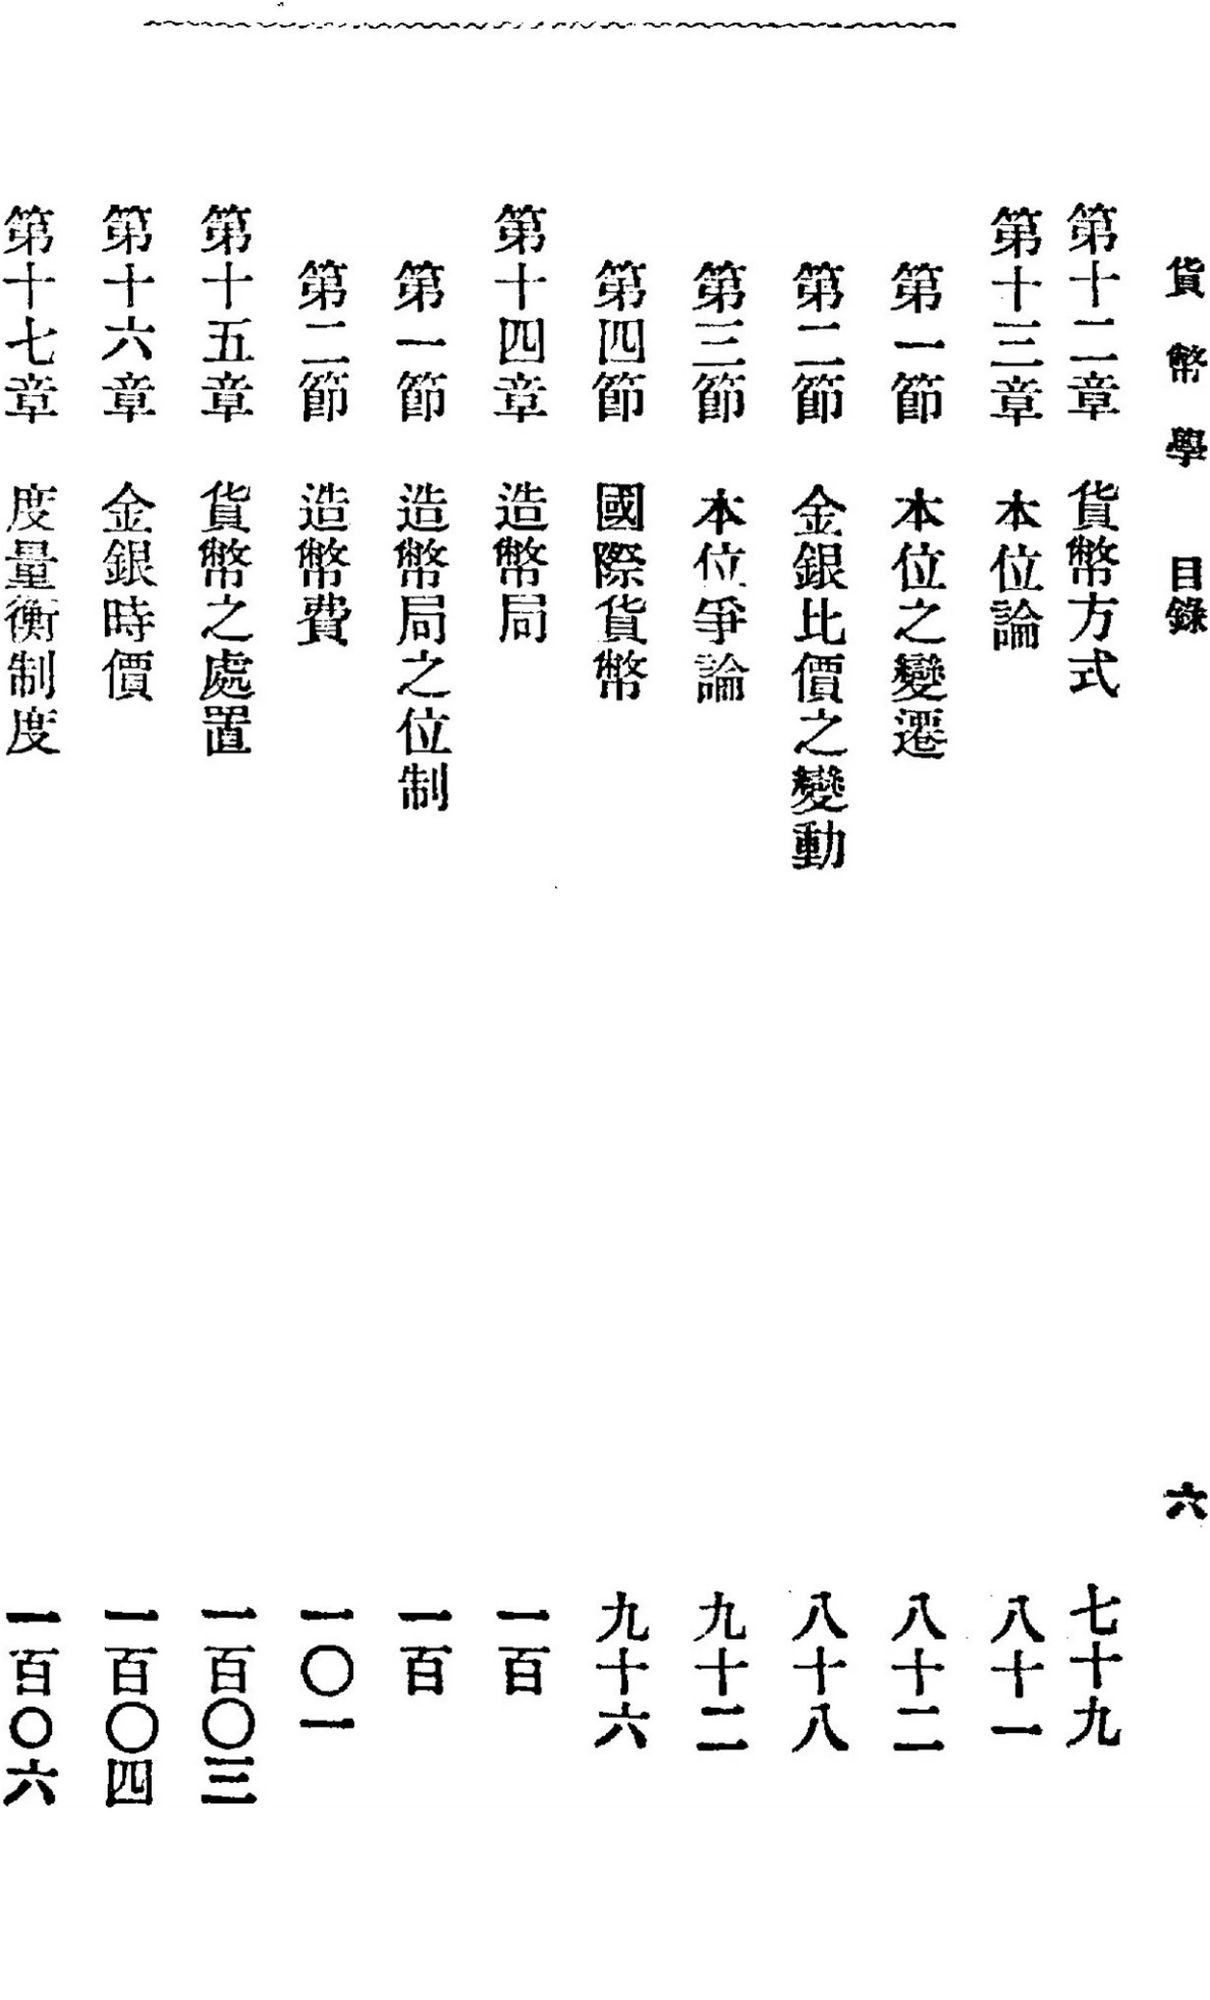 貨幣學 目錄 六
第十二章 貨幣方式 七十九
第十三章 本位論 八十一
第一節 本位之變遷 八十二
第二節 金銀比價之變動 八十八
第三節 本位爭論 九十二
第四節 國際貨幣 九十六
第十四章 造幣局 一百
第一節 造幣局之位制 一百
第二節 造幣費 一〇一
第十五章 貨幣之處置 一百〇三
第十六章 金銀時價 一百〇四
第十七章 度量衡制度 一百〇六